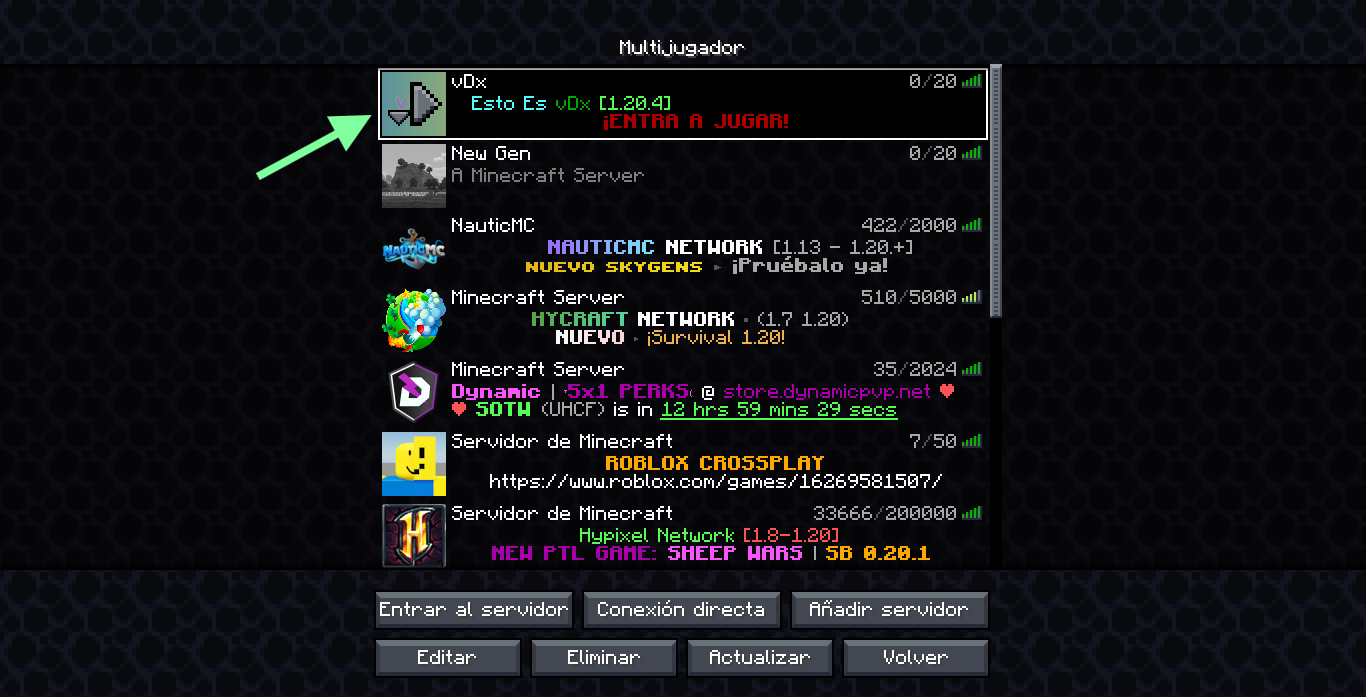 Multijugador
vDx 0/20
Esto Es vDx [1.20.4]
¡ENTRA A JUGAR!
New Gen 0/20
A Minecraft Server
NauticMC 422/2000
NAUTICMC NETWORK [1.13 - 1.20.+]
NUEVO SKYGENS ▸ ¡Pruébalo ya!
Minecraft Server 510/5000
HYCRAFT NETWORK · (1.7 1.20)
NUEVO ▸ ¡Survival 1.20!
Minecraft Server 35/2024
Dynamic | 5x1 PERKS @ store.dynamicpvp.net ♥
♥ SOTW (UHCF) is in 12 hrs 59 mins 29 secs
Servidor de Minecraft 7/50
ROBLOX CROSSPLAY
https://www.roblox.com/games/16269581507/
Servidor de Minecraft 33666/200000
Hypixel Network [1.8-1.20]
NEW PTL GAME: SHEEP WARS | SB 0.20.1
Entrar al servidor Conexión directa Añadir servidor
Editar Eliminar Actualizar Volver